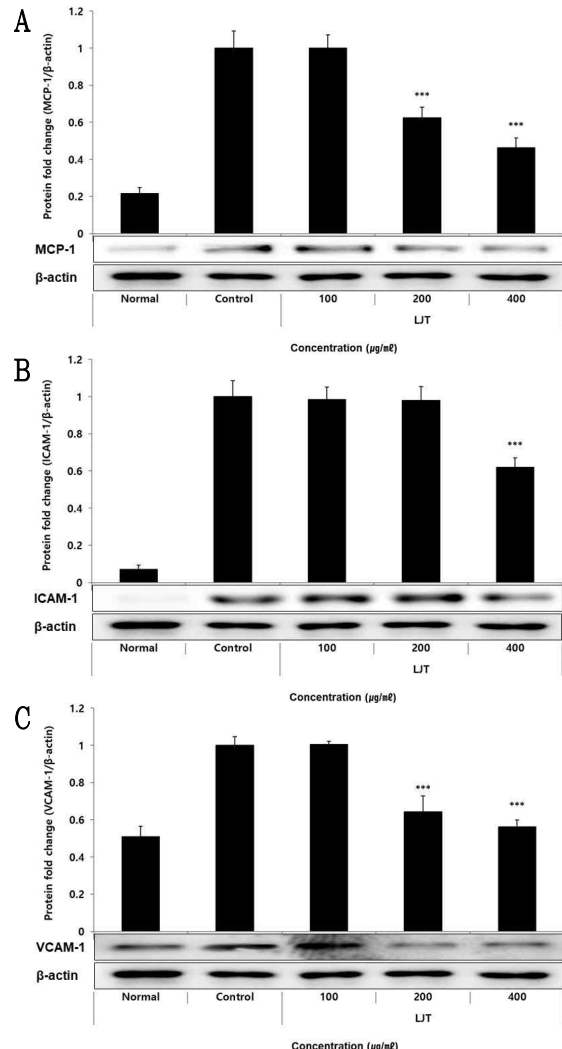 A
Protein fold change (MCP-1/β-actin)
1.2
1
0.8
0.6
0.4
0.2
0
***
***
MCP-1
β-actin
Normal Control 100 200 400
LJT
Concentration (㎍/㎖)
B
Protein fold change (ICAM-1/β-actin)
1.2
1
0.8
0.6
0.4
0.2
0
***
ICAM-1
β-actin
Normal Control 100 200 400
LJT
Concentration (㎍/㎖)
C
Protein fold change (VCAM-1/β-actin)
1.2
1
0.8
0.6
0.4
0.2
0
***
***
VCAM-1
β-actin
Normal Control 100 200 400
LJT
Concentration (㎍/㎖)